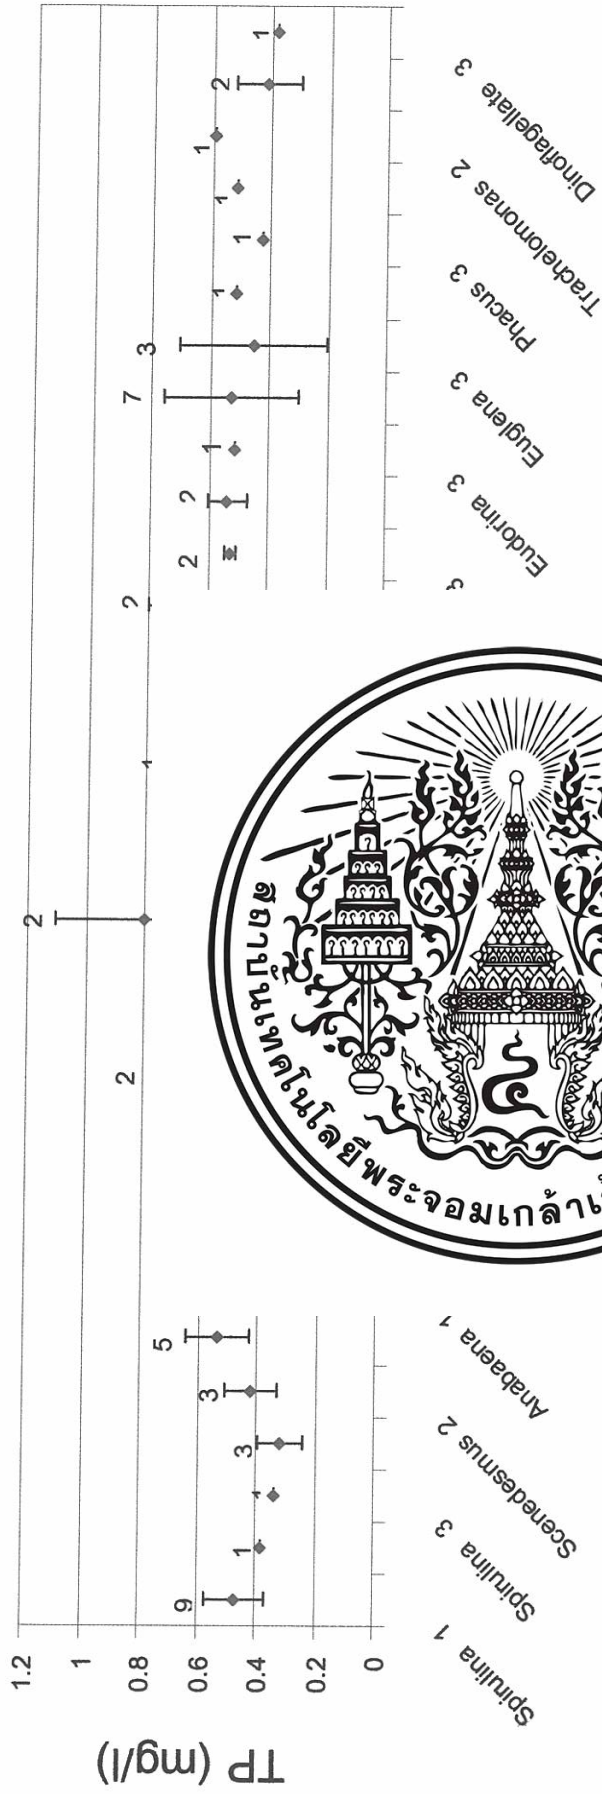 TP (mg/l)
1.2
1
0.8
0.6
0.4
0.2
0
9
1
3
3
5
2
2
2
2
2
1
7
3
1
1
1
1
2
1
Spirulina 1
Spirulina 3
Scenedesmus 2
Anabaena 1
3
Eudorina 3
Euglena 3
Phacus 3
Trachelomonas 2
Dinoflagellate 3
สถาบันเทคโนโลยีพระจอมเกล้า
๔